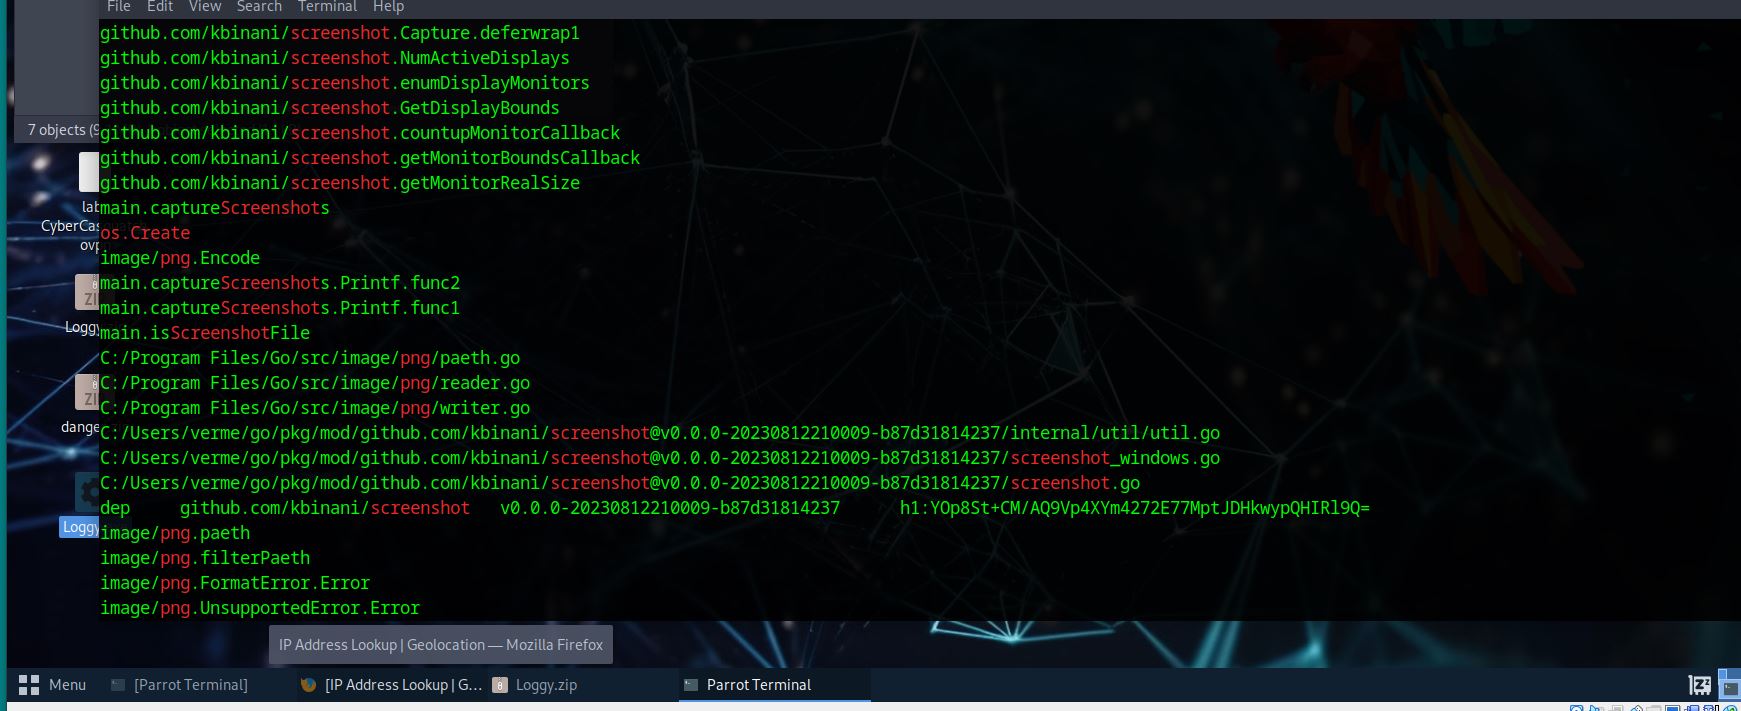 File Edit View Search Terminal Help
github.com/kbinani/screenshot.Capture.deferwrap1
github.com/kbinani/screenshot.NumActiveDisplays
github.com/kbinani/screenshot.enumDisplayMonitors
github.com/kbinani/screenshot.GetDisplayBounds
github.com/kbinani/screenshot.countupMonitorCallback
github.com/kbinani/screenshot.getMonitorBoundsCallback
github.com/kbinani/screenshot.getMonitorRealSize
main.captureScreenshots
os.Create
image/png.Encode
main.captureScreenshots.Printf.func2
main.captureScreenshots.Printf.func1
main.isScreenshotFile
C:/Program Files/Go/src/image/png/paeth.go
C:/Program Files/Go/src/image/png/reader.go
C:/Program Files/Go/src/image/png/writer.go
C:/Users/verme/go/pkg/mod/github.com/kbinani/screenshot@v0.0.0-20230812210009-b87d31814237/internal/util/util.go
C:/Users/verme/go/pkg/mod/github.com/kbinani/screenshot@v0.0.0-20230812210009-b87d31814237/screenshot_windows.go
C:/Users/verme/go/pkg/mod/github.com/kbinani/screenshot@v0.0.0-20230812210009-b87d31814237/screenshot.go
dep github.com/kbinani/screenshot v0.0.0-20230812210009-b87d31814237 h1:YOp8St+CM/AQ9Vp4XYm4272E77MptJDHkwypQHIRl9Q=
image/png.paeth
image/png.filterPaeth
image/png.FormatError.Error
image/png.UnsupportedError.Error
7 objects (9
lab
CyberCas
ovp
ZI
Loggy
ZI
dange
Loggy
IP Address Lookup | Geolocation — Mozilla Firefox
Menu [Parrot Terminal] [IP Address Lookup | G... Loggy.zip Parrot Terminal